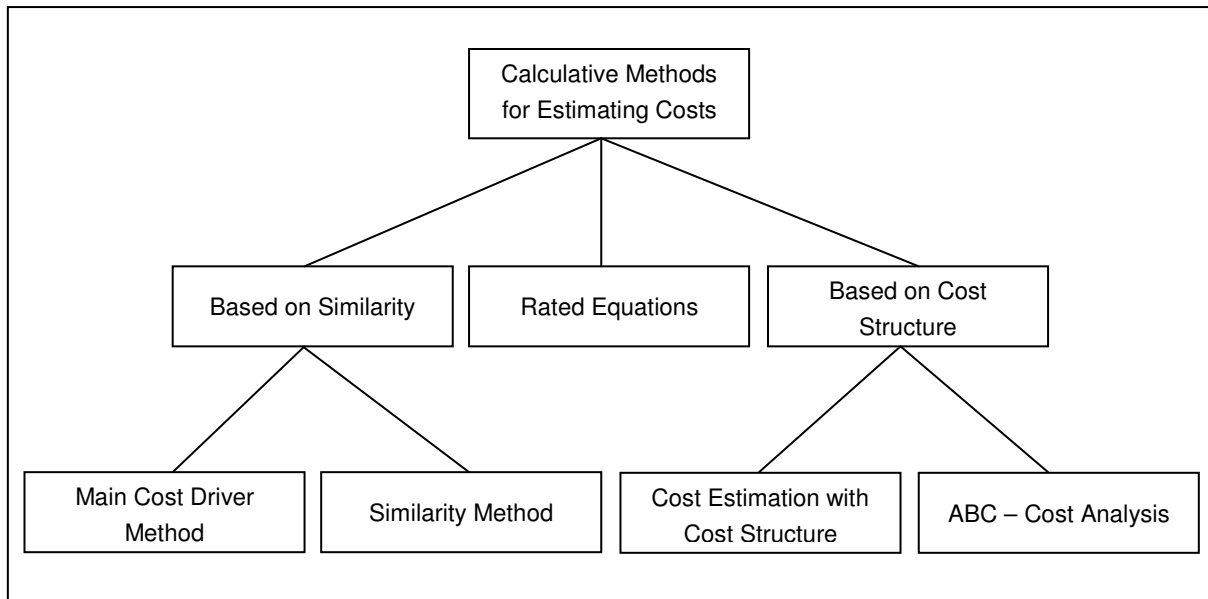 Calculative Methods
for Estimating Costs
Based on Similarity
Rated Equations
Based on Cost
Structure
Main Cost Driver
Method
Similarity Method
Cost Estimation with
Cost Structure
ABC – Cost Analysis